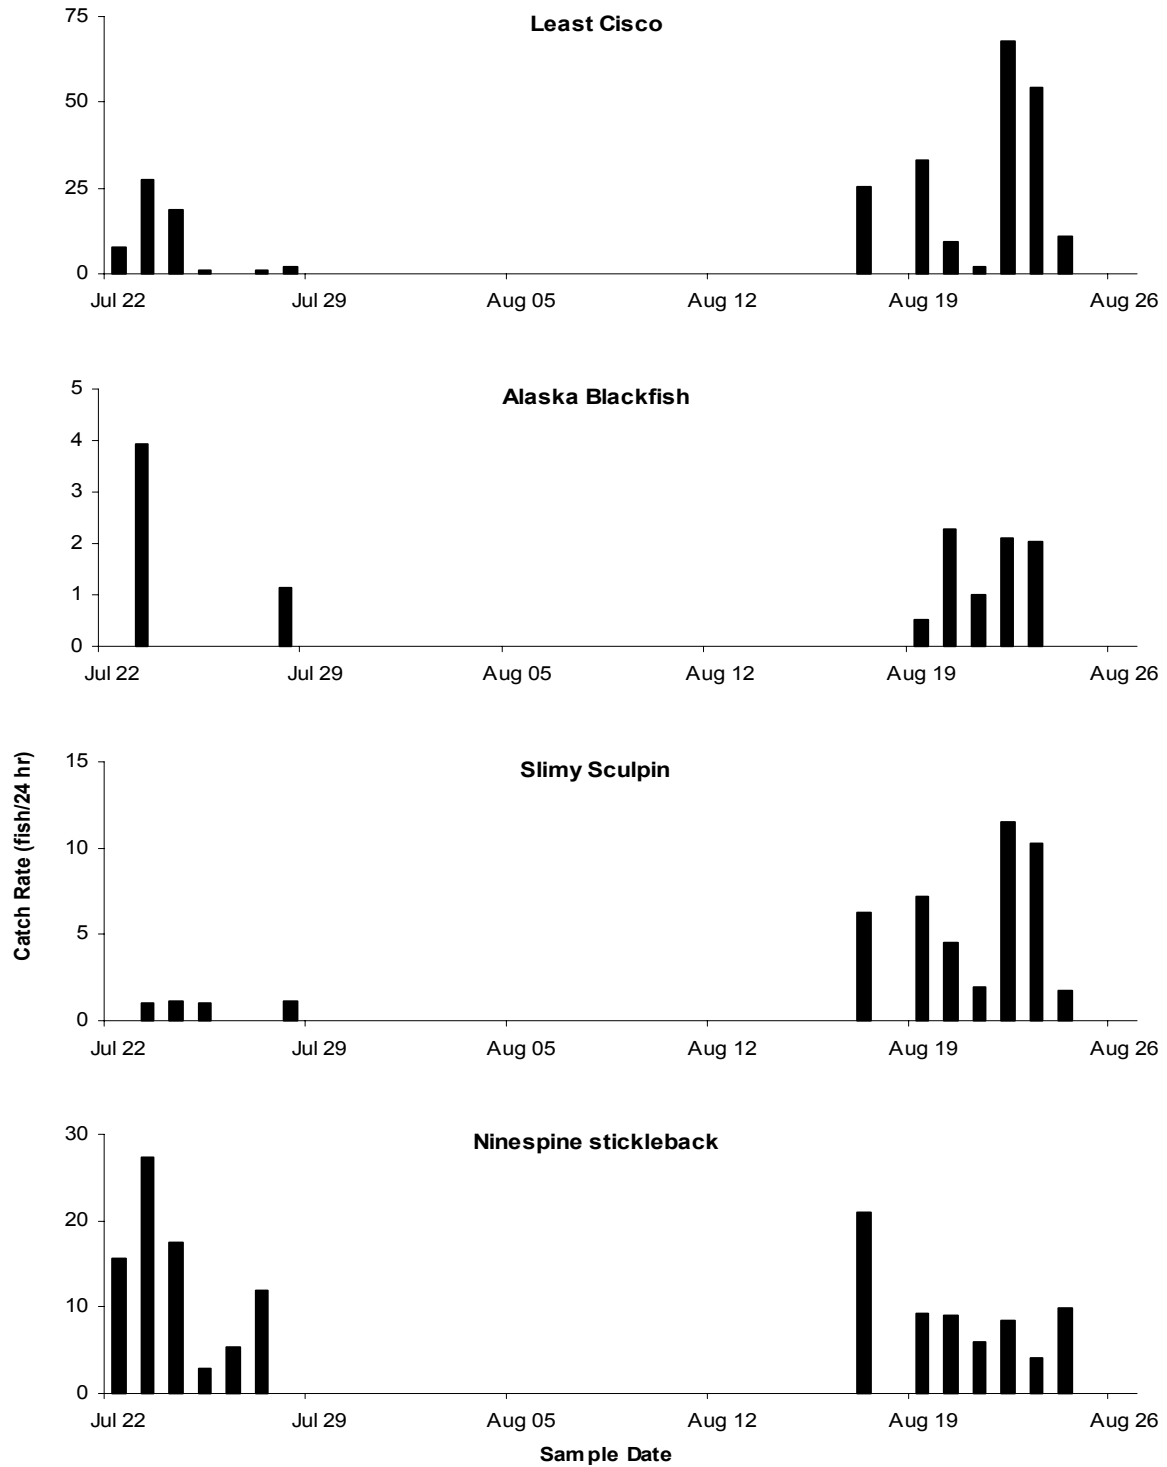 Least Cisco
75
50
25
0
Jul 22 Jul 29 Aug 05 Aug 12 Aug 19 Aug 26
Alaska Blackfish
5
4
3
2
1
0
Jul 22 Jul 29 Aug 05 Aug 12 Aug 19 Aug 26
Catch Rate (fish/24 hr)
Slimy Sculpin
15
10
5
0
Jul 22 Jul 29 Aug 05 Aug 12 Aug 19 Aug 26
Ninespine stickleback
30
20
10
0
Jul 22 Jul 29 Aug 05 Aug 12 Aug 19 Aug 26
Sample Date